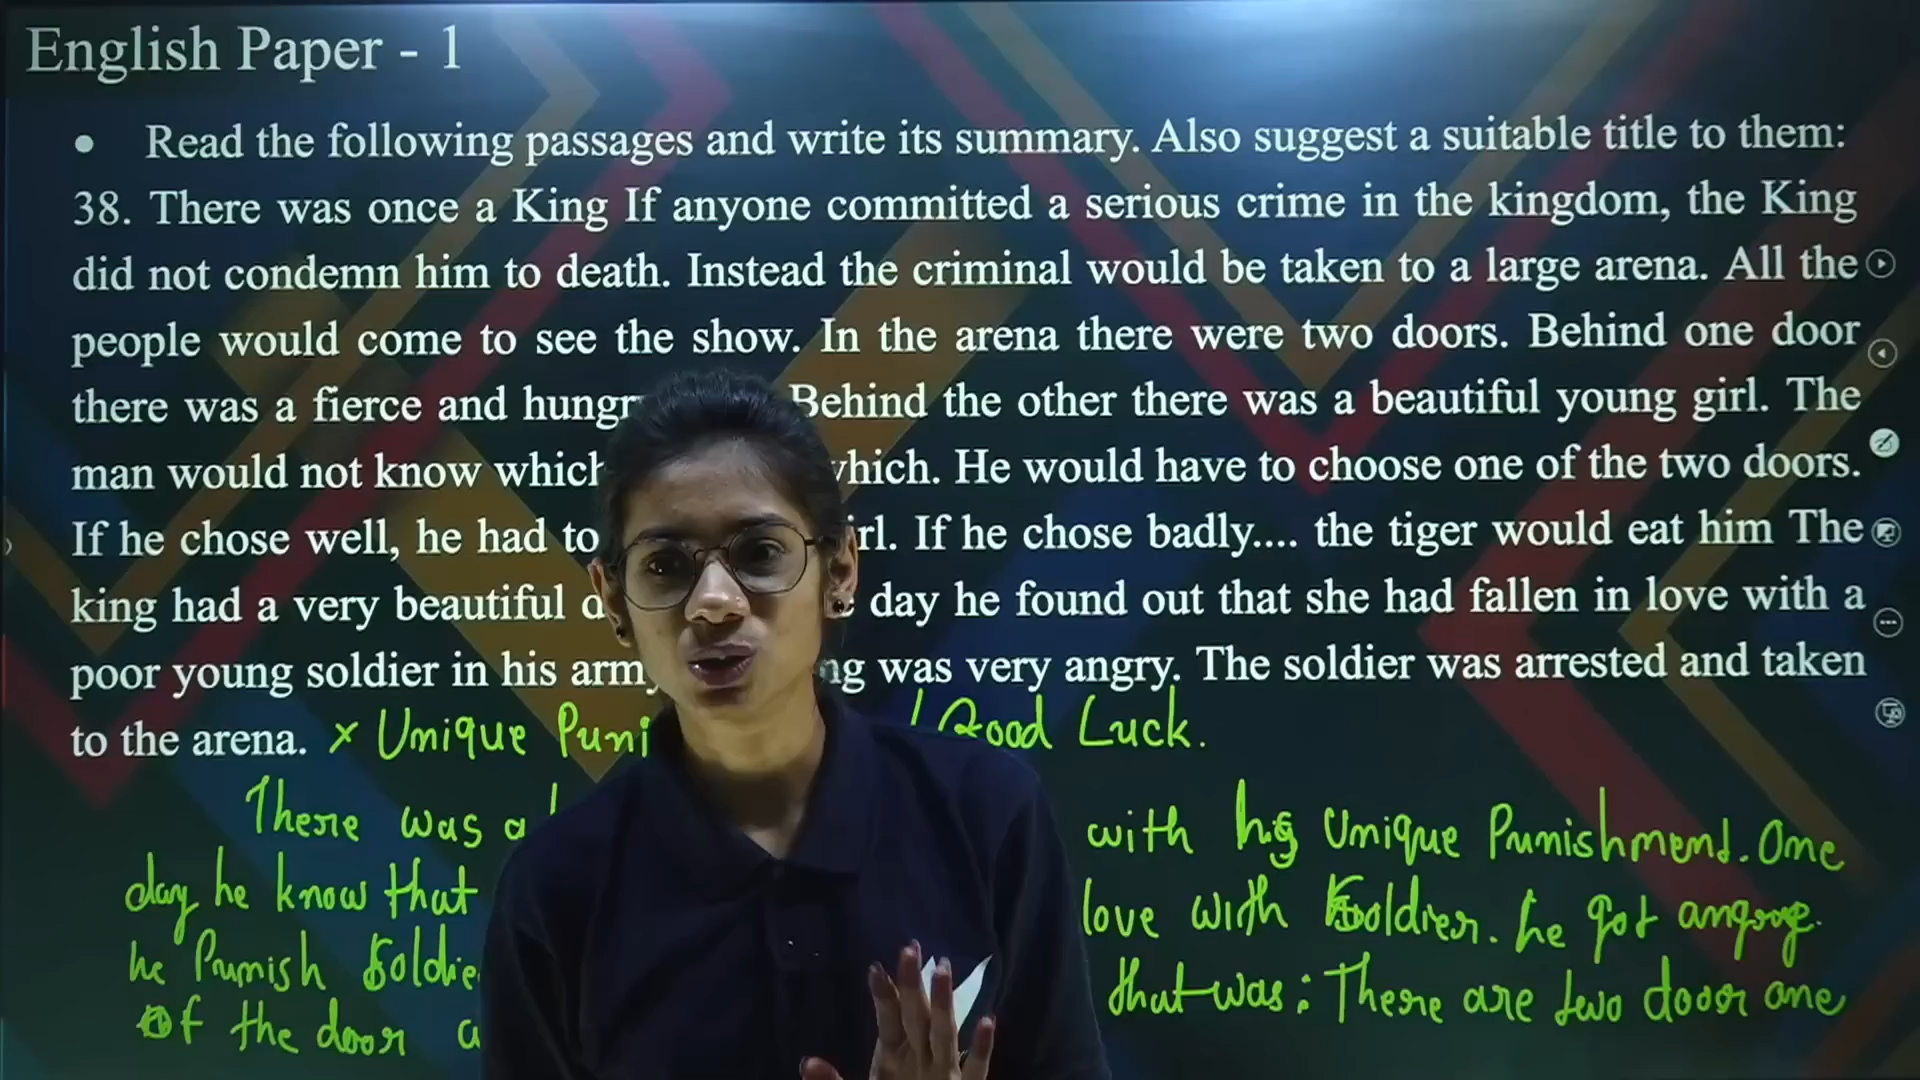 English Paper - 1
• Read the following passages and write its summary. Also suggest a suitable title to them:
38. There was once a King If anyone committed a serious crime in the kingdom, the King
did not condemn him to death. Instead the criminal would be taken to a large arena. All the
people would come to see the show. In the arena there were two doors. Behind one door
there was a fierce and Behind the other there was a beautiful young girl. The
man would not know which. He would have to choose one of the two doors.
If he chose well, he had to If he chose badly.... the tiger would eat him The
king had a very beautiful day he found out that she had fallen in love with a
poor young soldier in his was very angry. The soldier was arrested and taken
to the arena. x Unique / Good Luck.
There was a with his Unique Punishment. One
day he know that love with Soldier. he got
he Punish that was: There are two door one
of the door